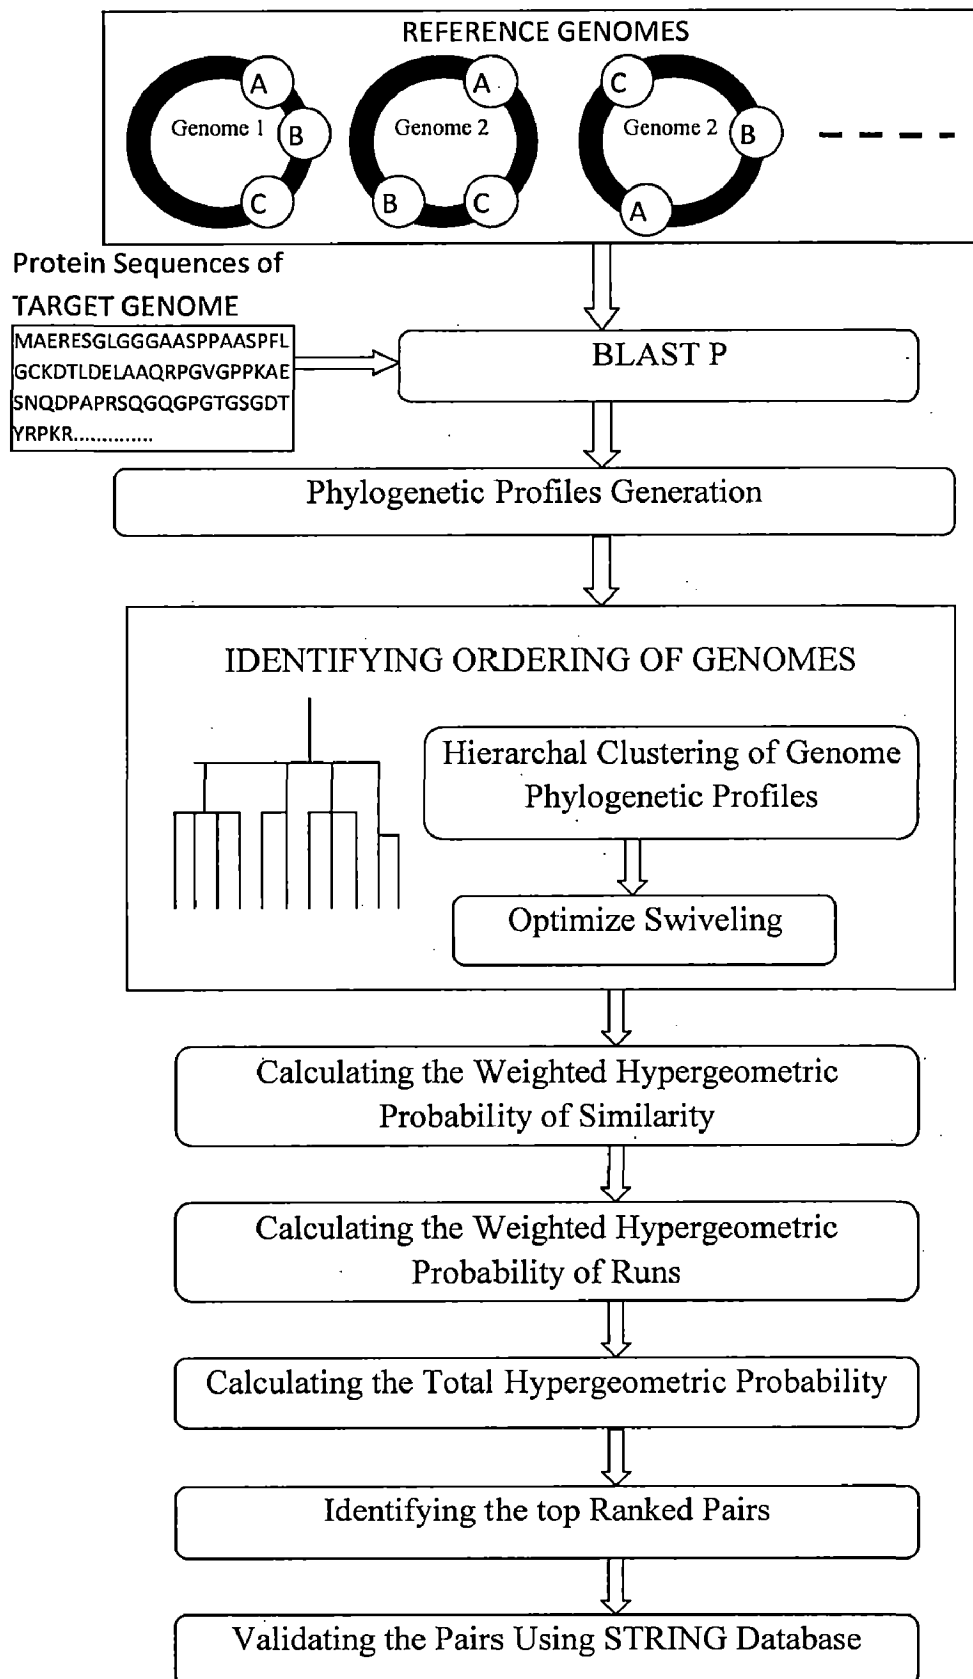 REFERENCE GENOMES
A
B
C
Genome 1
A
B
C
Genome 2
C
B
A
Genome 2
Protein Sequences of
TARGET GENOME
MAERESGLGGGAASPPAASPFL
GCKDTLDELAAQRPGVGPPKAE
SNQDPAPRSQGQGPGTGSGDT
YRPKR..............
BLAST P
Phylogenetic Profiles Generation
IDENTIFYING ORDERING OF GENOMES
Hierarchal Clustering of Genome
Phylogenetic Profiles
Optimize Swiveling
Calculating the Weighted Hypergeometric
Probability of Similarity
Calculating the Weighted Hypergeometric
Probability of Runs
Calculating the Total Hypergeometric Probability
Identifying the top Ranked Pairs
Validating the Pairs Using STRING Database